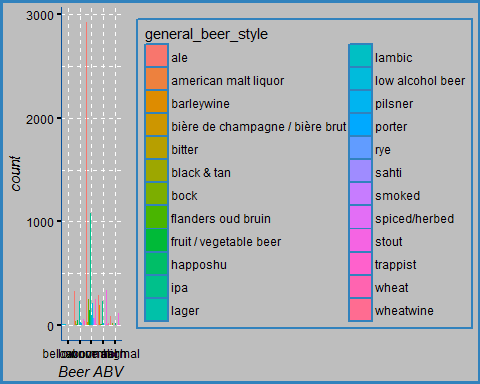 general_beer_style
ale
american malt liquor
barleywine
bière de champagne / bière brut
bitter
black & tan
bock
flanders oud bruin
fruit / vegetable beer
happoshu
ipa
lager
lambic
low alcohol beer
pilsner
porter
rye
sahti
smoked
spiced/herbed
stout
trappist
wheat
wheatwine
count
3000
2000
1000
0
Beer ABV